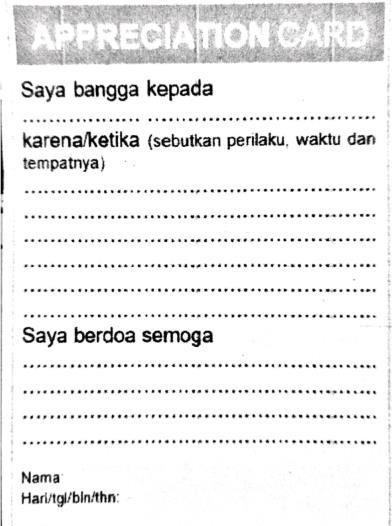 APPRECIATION CARD
Saya bangga kepada
........................................................
karena/ketika (sebutkan perilaku, waktu dan
tempatnya)
........................................................
........................................................
........................................................
........................................................
........................................................
........................................................
Saya berdoa semoga
........................................................
........................................................
........................................................
........................................................
Nama
Hari/tgl/bln/thn: